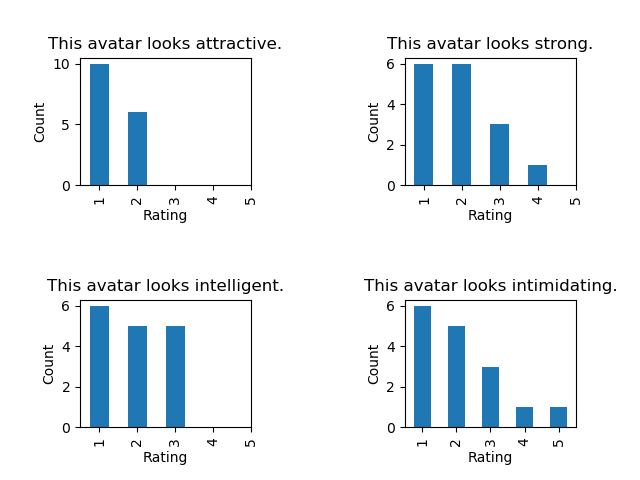 This avatar looks attractive.
10
5
0
Count
1 2 3 4 5
Rating
This avatar looks strong.
6
4
2
0
Count
1 2 3 4 5
Rating
This avatar looks intelligent.
6
4
2
0
Count
1 2 3 4 5
Rating
This avatar looks intimidating.
6
4
2
0
Count
1 2 3 4 5
Rating